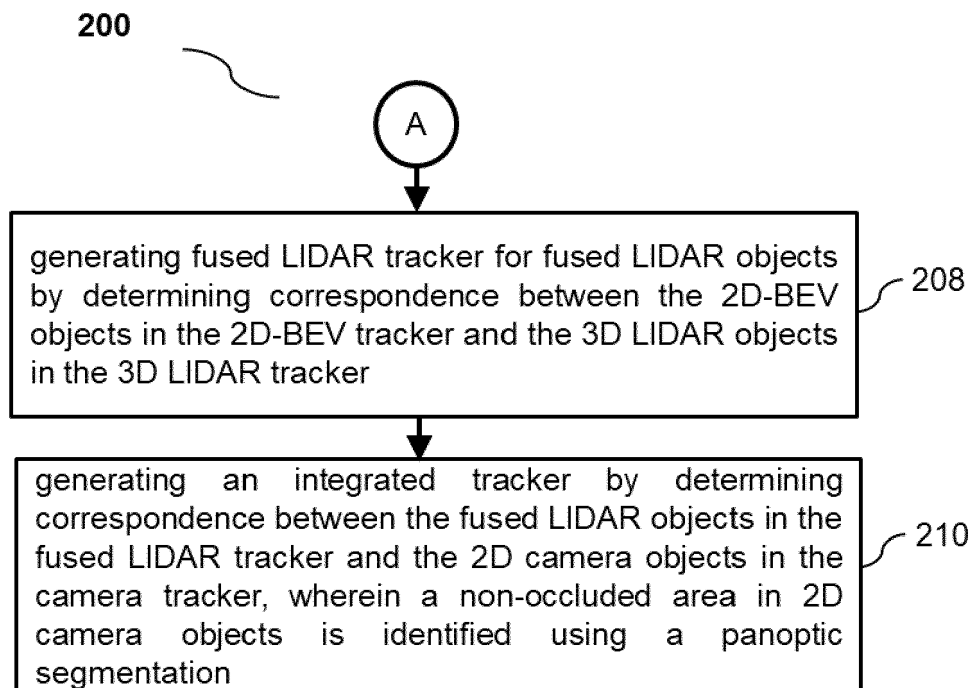 200
A
generating fused LIDAR tracker for fused LIDAR objects
by determining correspondence between the 2D-BEV
objects in the 2D-BEV tracker and the 3D LIDAR objects
in the 3D LIDAR tracker
208
generating an integrated tracker by determining
correspondence between the fused LIDAR objects in the
fused LIDAR tracker and the 2D camera objects in the
camera tracker, wherein a non-occluded area in 2D
camera objects is identified using a panoptic
segmentation
210